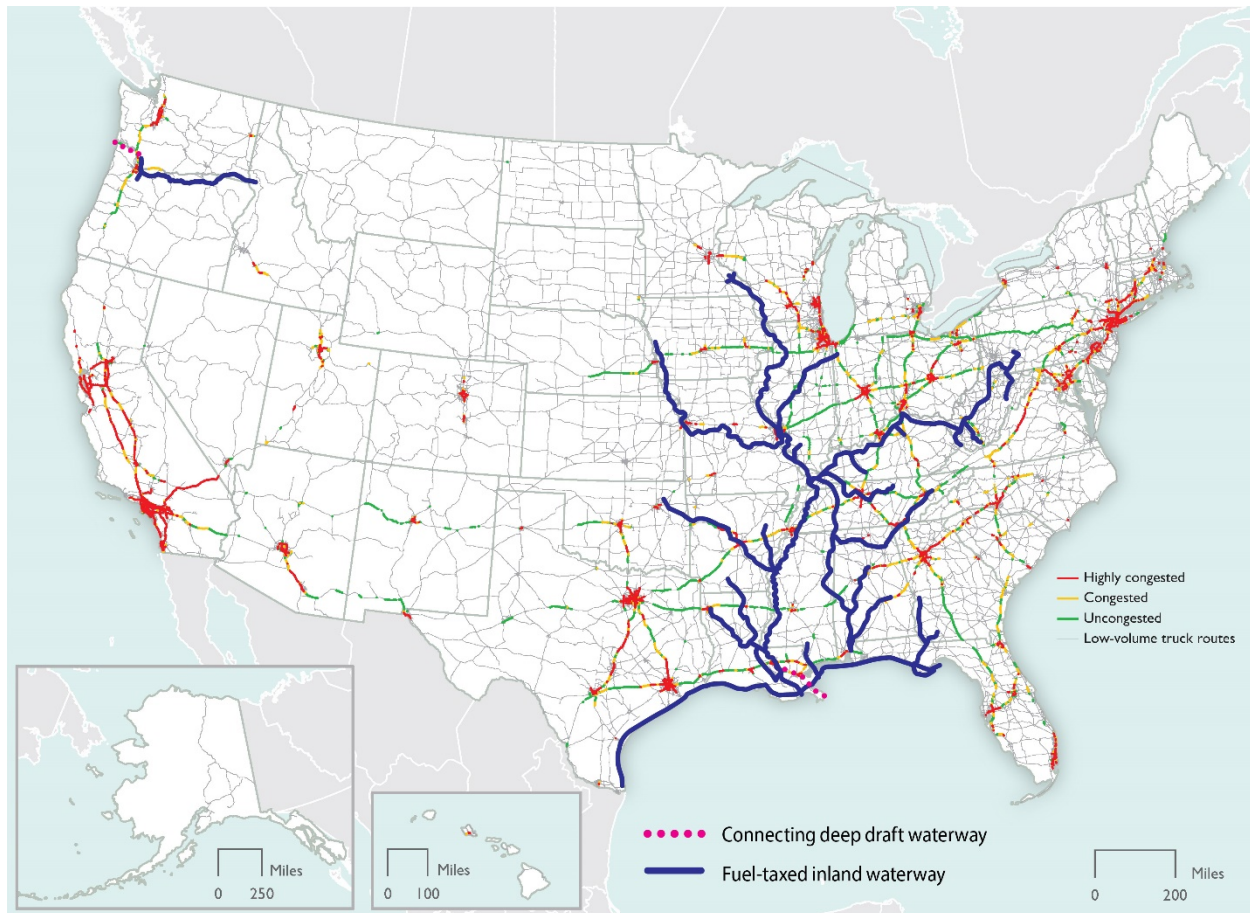 Highly congested
Congested
Uncongested
Low-volume truck routes
Connecting deep draft waterway
Fuel-taxed inland waterway
Miles
0 250
Miles
0 100
Miles
0 200